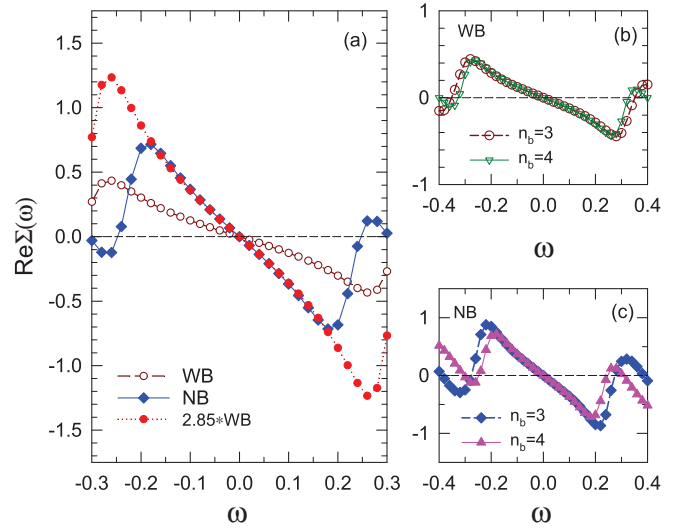 (a)
ReΣ(ω)
1.5
1.0
0.5
0.0
-0.5
-1.0
-1.5
WB
NB
2.85*WB
-0.3 -0.2 -0.1 0.0 0.1 0.2 0.3
ω
WB (b)
1
0
-1
n_b=3
n_b=4
-0.4 -0.2 0.0 0.2 0.4
ω
NB (c)
1
0
-1
n_b=3
n_b=4
-0.4 -0.2 0.0 0.2 0.4
ω